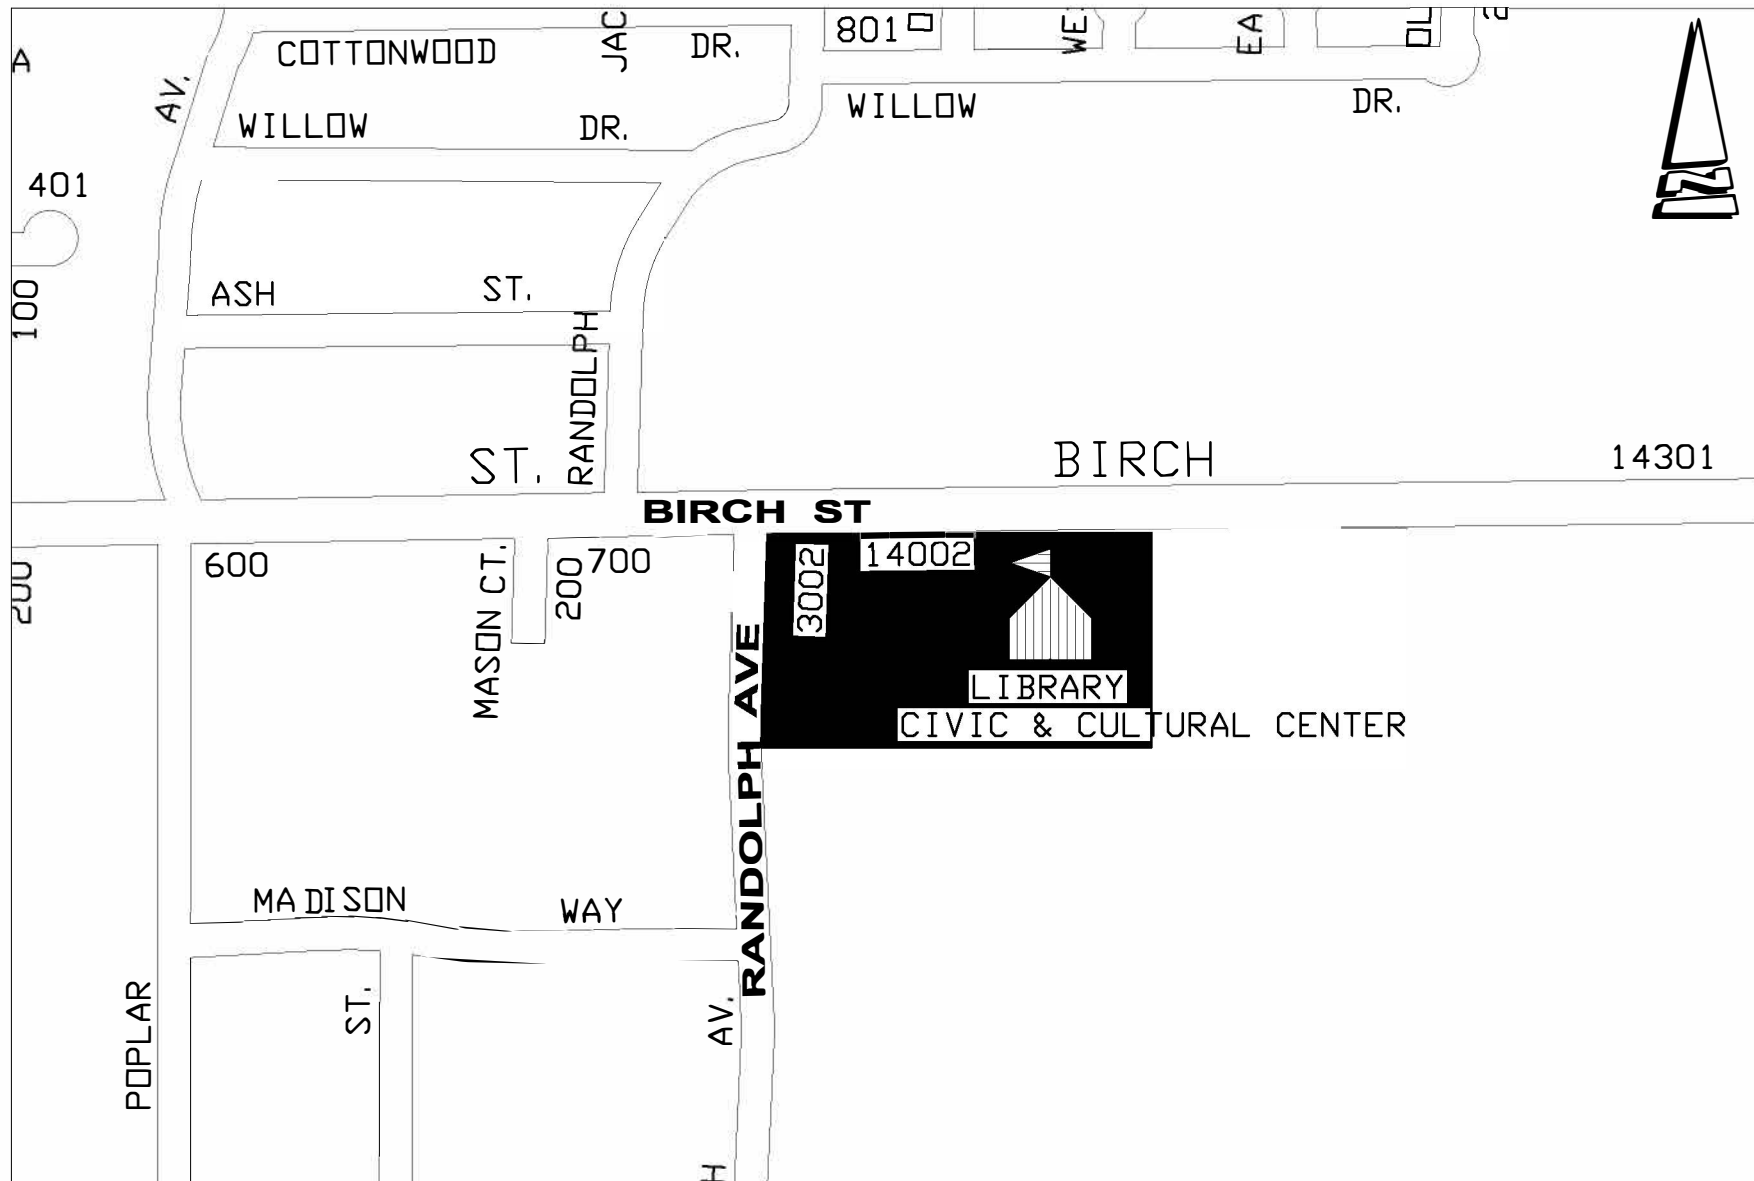 A
AV.
COTTONWOOD DR.
JAC
801
WILLOW DR.
WILLOW DR.
401
100
ASH ST.
RANDOLPH
ST.
BIRCH
14301
N
BIRCH ST
200
600
MASON CT.
200
700
3002
14002
RANDOLPH AVE
LIBRARY
CIVIC & CULTURAL CENTER
MADISON WAY
POPLAR
ST.
AV.
H